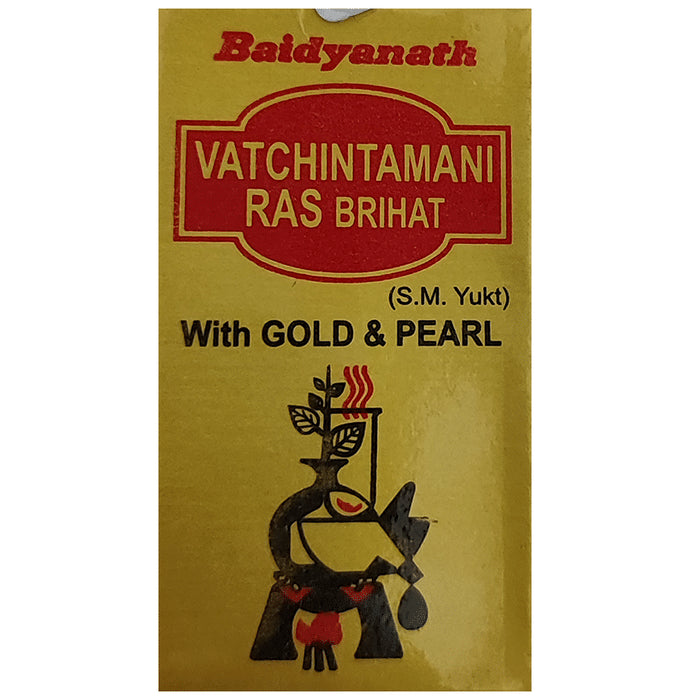 Baidyanath
VATCHINTAMANI
RAS BRIHAT
(S.M. Yukt)
With GOLD & PEARL